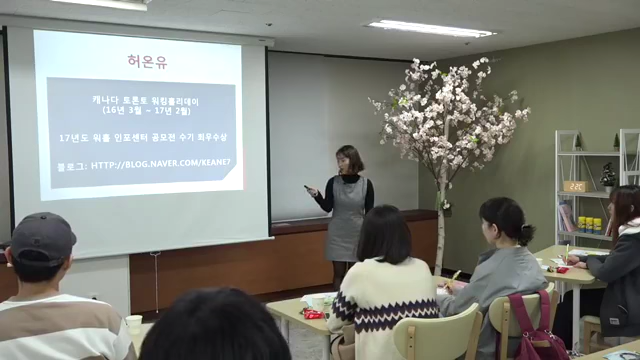 허온유
캐나다 토론토 워킹홀리데이
(16년 3월 ~ 17년 2월)
17년도 워홀 인포센터 공모전 수기 최우수상
블로그: HTTP://BLOG.NAVER.COM/KEANE7
22C